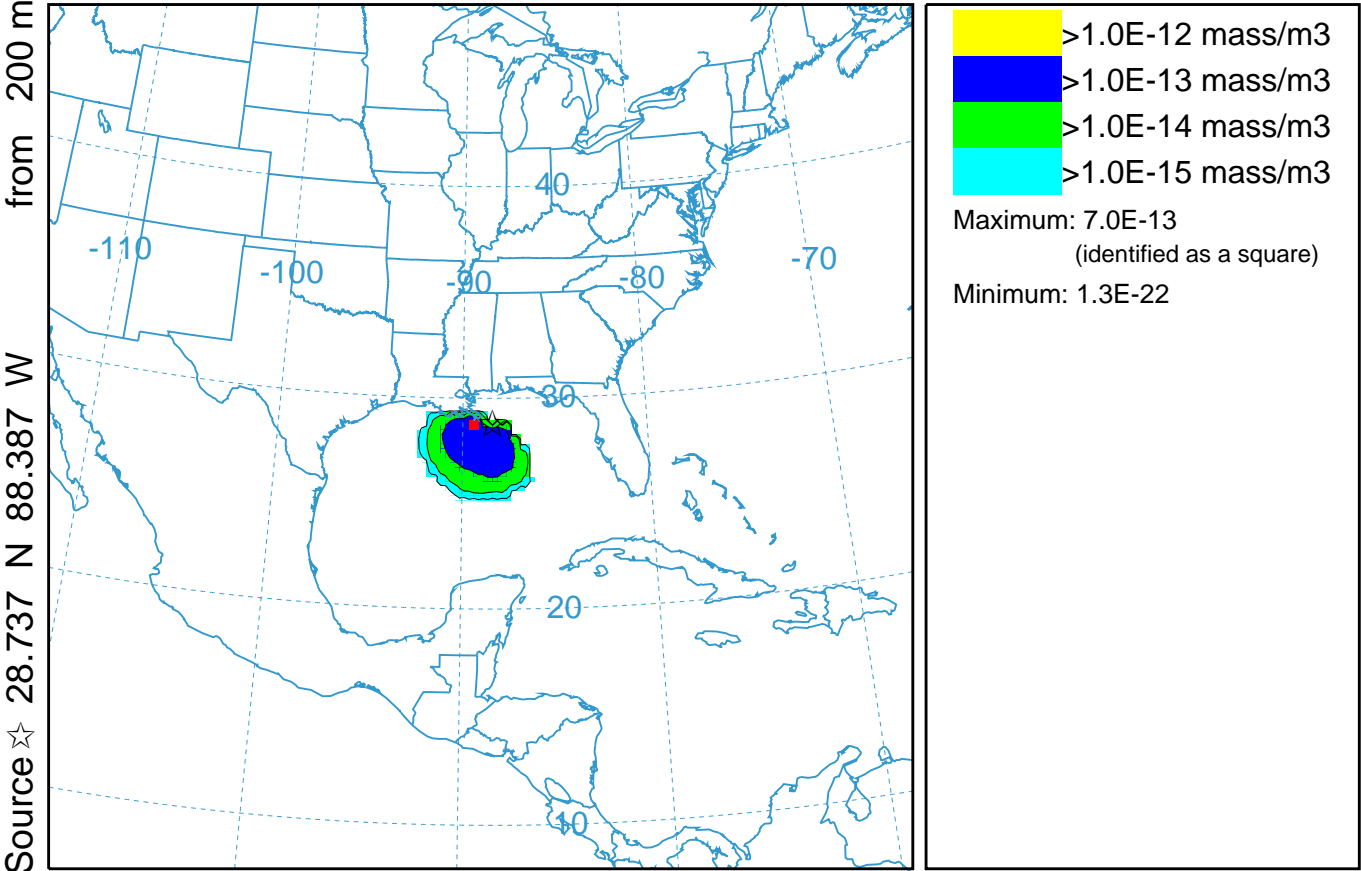 Source ☆ 28.737 N 88.387 W from 200 m
40
-110
-100
-90
-80
-70
30
20
10
>1.0E-12 mass/m3
>1.0E-13 mass/m3
>1.0E-14 mass/m3
>1.0E-15 mass/m3
Maximum: 7.0E-13
(identified as a square)
Minimum: 1.3E-22